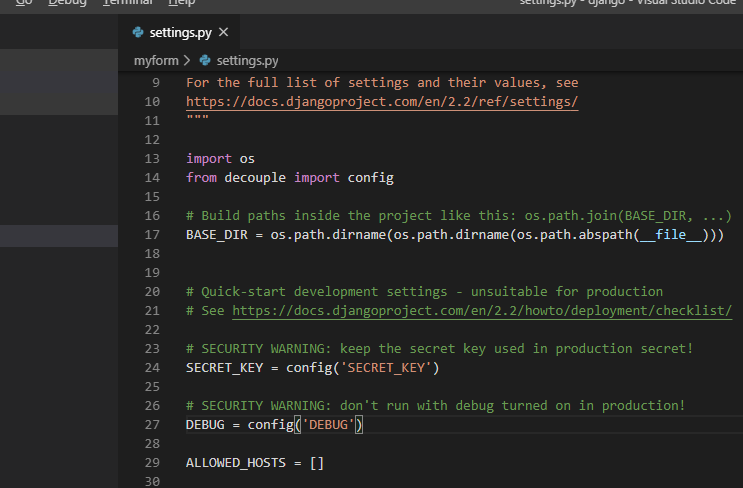 Go Debug Terminal Help settings.py - django - Visual Studio Code
settings.py ×
myform > settings.py
9 For the full list of settings and their values, see
10 https://docs.djangoproject.com/en/2.2/ref/settings/
11 """
12
13 import os
14 from decouple import config
15
16 # Build paths inside the project like this: os.path.join(BASE_DIR, ...)
17 BASE_DIR = os.path.dirname(os.path.dirname(os.path.abspath(__file__)))
18
19
20 # Quick-start development settings - unsuitable for production
21 # See https://docs.djangoproject.com/en/2.2/howto/deployment/checklist/
22
23 # SECURITY WARNING: keep the secret key used in production secret!
24 SECRET_KEY = config('SECRET_KEY')
25
26 # SECURITY WARNING: don't run with debug turned on in production!
27 DEBUG = config('DEBUG')
28
29 ALLOWED_HOSTS = []
30